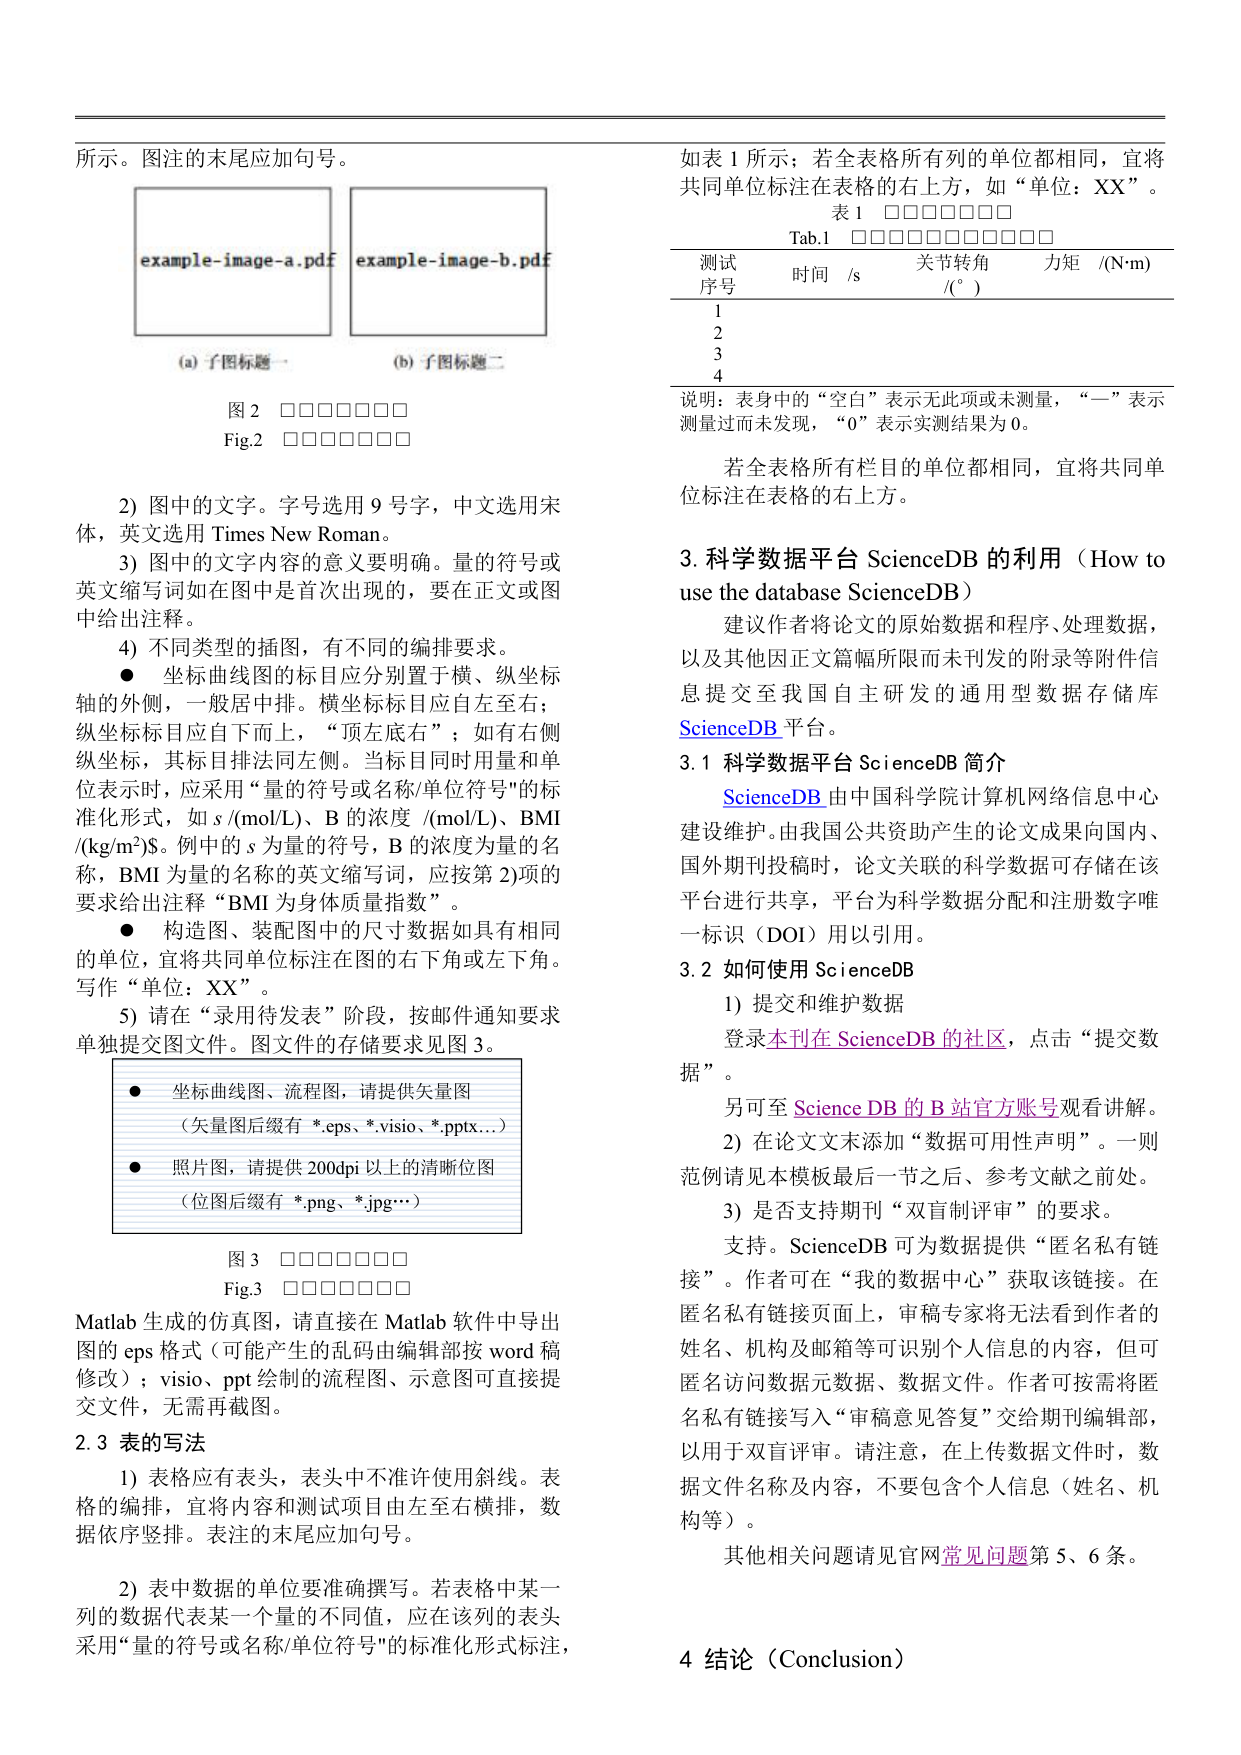 所示。图注的末尾应加句号。
example-image-a.pdf example-image-b.pdf
(a) 子图标题一 (b) 子图标题二
图 2 □□□□□□□
Fig.2 □□□□□□□
2) 图中的文字。字号选用 9 号字，中文选用宋
体，英文选用 Times New Roman。
3) 图中的文字内容的意义要明确。量的符号或
英文缩写词如在图中是首次出现的，要在正文或图
中给出注释。
4) 不同类型的插图，有不同的编排要求。
● 坐标曲线图的标目应分别置于横、纵坐标
轴的外侧，一般居中排。横坐标标目应自左至右；
纵坐标标目应自下而上，“顶左底右”；如有右侧
纵坐标，其标目排法同左侧。当标目同时用量和单
位表示时，应采用“量的符号或名称/单位符号"的标
准化形式，如 s /(mol/L)、B 的浓度 /(mol/L)、BMI
/(kg/m²)$。例中的 s 为量的符号，B 的浓度为量的名
称，BMI 为量的名称的英文缩写词，应按第 2)项的
要求给出注释“BMI 为身体质量指数”。
● 构造图、装配图中的尺寸数据如具有相同
的单位，宜将共同单位标注在图的右下角或左下角。
写作“单位：XX”。
5) 请在“录用待发表”阶段，按邮件通知要求
单独提交图文件。图文件的存储要求见图 3。
● 坐标曲线图、流程图，请提供矢量图
（矢量图后缀有 *.eps、*.visio、*.pptx…）
● 照片图，请提供 200dpi 以上的清晰位图
（位图后缀有 *.png、*.jpg…）
图 3 □□□□□□□
Fig.3 □□□□□□□
Matlab 生成的仿真图，请直接在 Matlab 软件中导出
图的 eps 格式（可能产生的乱码由编辑部按 word 稿
修改）；visio、ppt 绘制的流程图、示意图可直接提
交文件，无需再截图。
2.3 表的写法
1) 表格应有表头，表头中不准许使用斜线。表
格的编排，宜将内容和测试项目由左至右横排，数
据依序竖排。表注的末尾应加句号。
2) 表中数据的单位要准确撰写。若表格中某一
列的数据代表某一个量的不同值，应在该列的表头
采用“量的符号或名称/单位符号"的标准化形式标注，
如表 1 所示；若全表格所有列的单位都相同，宜将
共同单位标注在表格的右上方，如“单位：XX”。
表 1 □□□□□□□
Tab.1 □□□□□□□□□□□
测试 关节转角 力矩 /(N·m)
时间 /s
序号 /(°)
1
2
3
4
说明：表身中的“空白”表示无此项或未测量，“—”表示
测量过而未发现，“0”表示实测结果为 0。
若全表格所有栏目的单位都相同，宜将共同单
位标注在表格的右上方。
3. 科学数据平台 ScienceDB 的利用（How to
use the database ScienceDB）
建议作者将论文的原始数据和程序、处理数据，
以及其他因正文篇幅所限而未刊发的附录等附件信
息提交至我国自主研发的通用型数据存储库
ScienceDB 平台。
3.1 科学数据平台 ScienceDB 简介
ScienceDB 由中国科学院计算机网络信息中心
建设维护。由我国公共资助产生的论文成果向国内、
国外期刊投稿时，论文关联的科学数据可存储在该
平台进行共享，平台为科学数据分配和注册数字唯
一标识（DOI）用以引用。
3.2 如何使用 ScienceDB
1) 提交和维护数据
登录本刊在 ScienceDB 的社区，点击“提交数
据”。
另可至 Science DB 的 B 站官方账号观看讲解。
2) 在论文文末添加“数据可用性声明”。一则
范例请见本模板最后一节之后、参考文献之前处。
3) 是否支持期刊“双盲制评审”的要求。
支持。ScienceDB 可为数据提供“匿名私有链
接”。作者可在“我的数据中心”获取该链接。在
匿名私有链接页面上，审稿专家将无法看到作者的
姓名、机构及邮箱等可识别个人信息的内容，但可
匿名访问数据元数据、数据文件。作者可按需将匿
名私有链接写入“审稿意见答复”交给期刊编辑部，
以用于双盲评审。请注意，在上传数据文件时，数
据文件名称及内容，不要包含个人信息（姓名、机
构等）。
其他相关问题请见官网常见问题第 5、6 条。
4 结论（Conclusion）